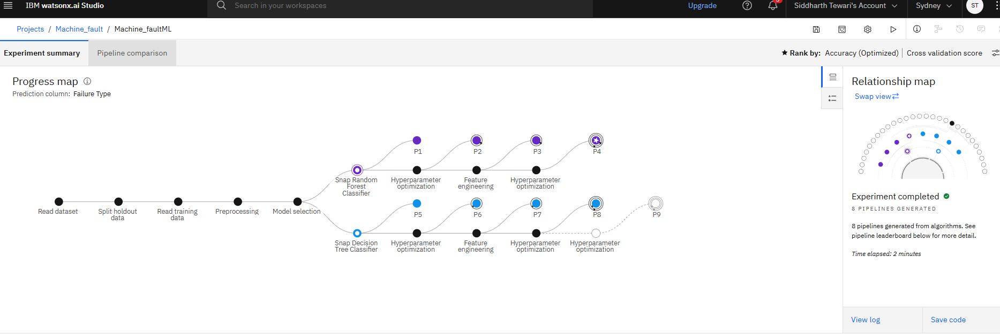 IBM watsonx.ai Studio
Search in your workspaces
Upgrade
Siddharth Tewari's Account
Sydney
ST
Projects / Machine_fault / Machine_faultML
Experiment summary
Pipeline comparison
Rank by: Accuracy (Optimized) | Cross validation score
Progress map
Prediction column: Failure Type
P1
P2
P3
P4
Snap Random
Forest
Classifier
Hyperparameter
optimization
Feature
engineering
Hyperparameter
optimization
Read dataset
Split holdout
data
Read training
data
Preprocessing
Model selection
P5
P6
P7
P8
P9
Snap Decision
Tree Classifier
Hyperparameter
optimization
Feature
engineering
Hyperparameter
optimization
Hyperparameter
optimization
Relationship map
Swap view
Experiment completed
8 PIPELINES GENERATED
8 pipelines generated from algorithms. See
pipeline leaderboard below for more detail.
Time elapsed: 2 minutes
View log
Save code